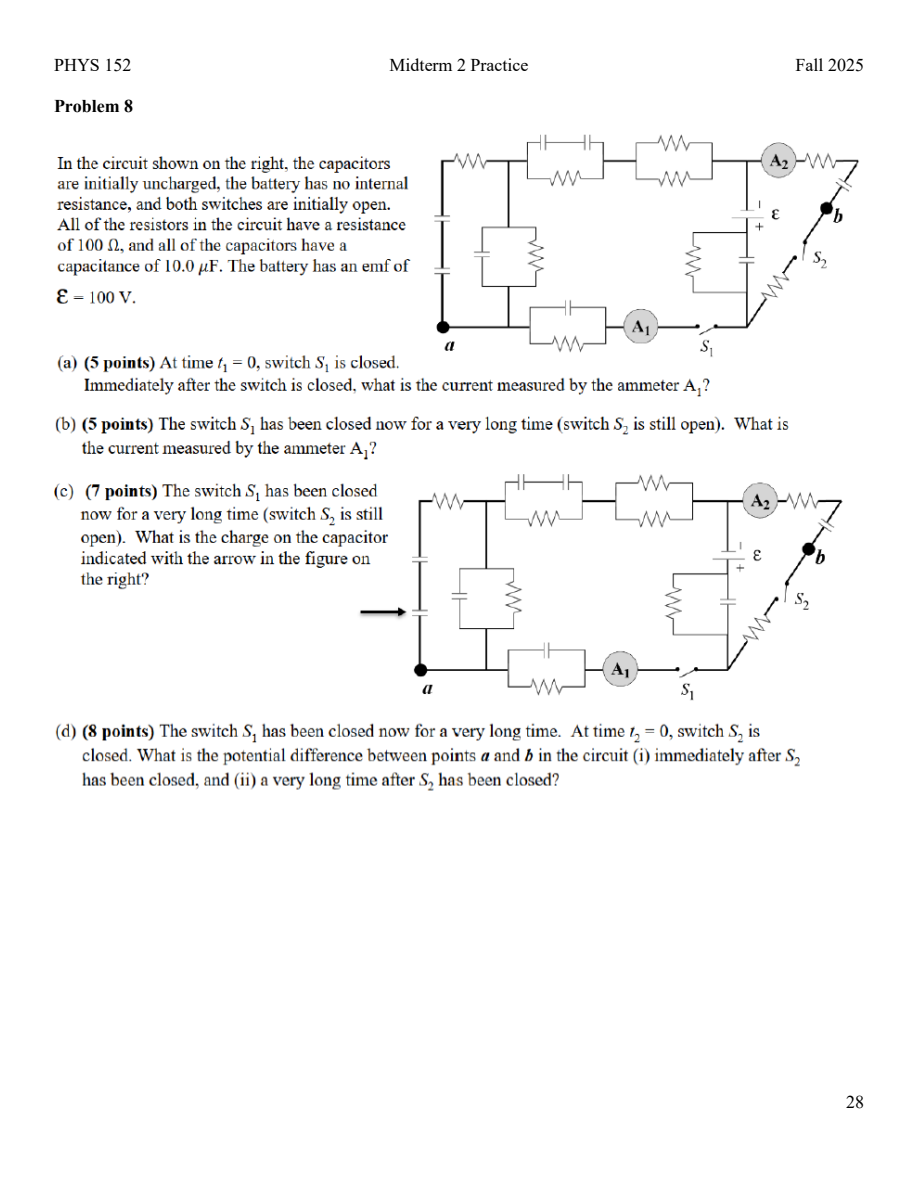 PHYS 152 Midterm 2 Practice Fall 2025
Problem 8
In the circuit shown on the right, the capacitors
are initially uncharged, the battery has no internal
resistance, and both switches are initially open.
All of the resistors in the circuit have a resistance
of 100 Ω, and all of the capacitors have a
capacitance of 10.0 μF. The battery has an emf of
ℇ = 100 V.
A₂
ℇ
+
b
S₂
A₁
a
S₁
(a) (5 points) At time t₁ = 0, switch S₁ is closed.
Immediately after the switch is closed, what is the current measured by the ammeter A₁?
(b) (5 points) The switch S₁ has been closed now for a very long time (switch S₂ is still open). What is
the current measured by the ammeter A₁?
(c) (7 points) The switch S₁ has been closed
now for a very long time (switch S₂ is still
open). What is the charge on the capacitor
indicated with the arrow in the figure on
the right?
A₂
ℇ
+
b
S₂
A₁
a
S₁
(d) (8 points) The switch S₁ has been closed now for a very long time. At time t₂ = 0, switch S₂ is
closed. What is the potential difference between points a and b in the circuit (i) immediately after S₂
has been closed, and (ii) a very long time after S₂ has been closed?
28